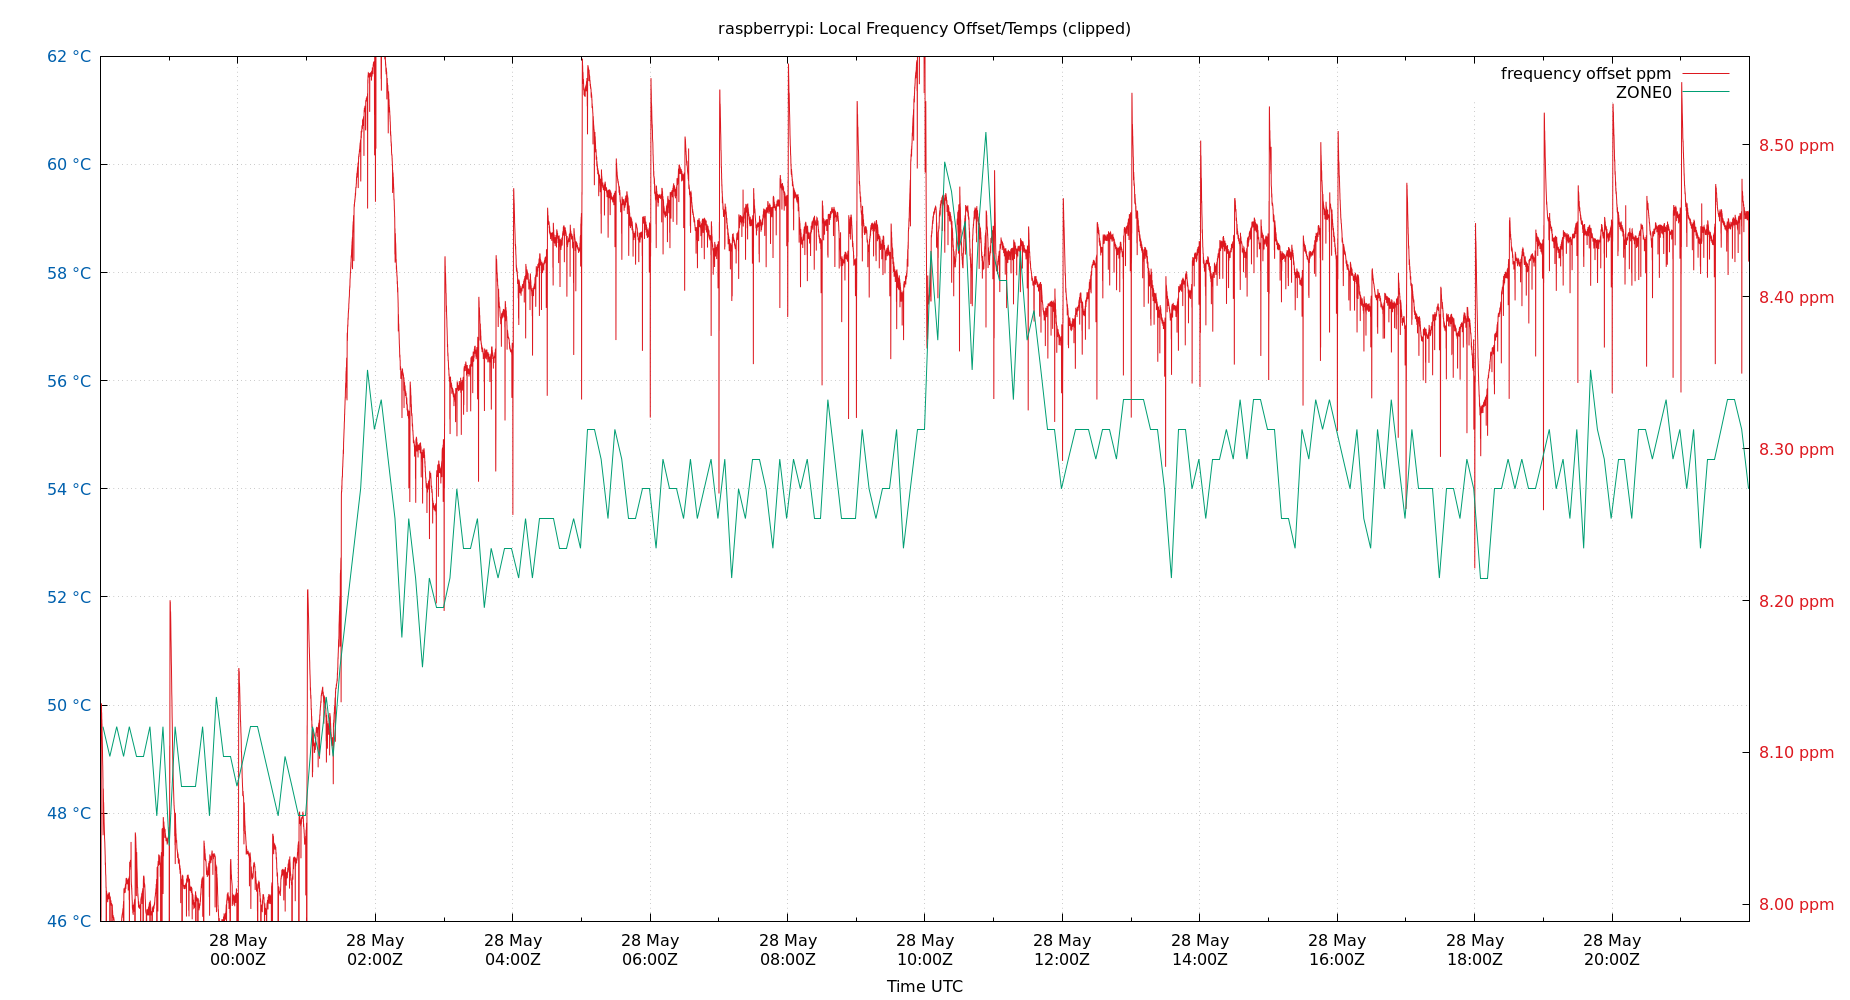 raspberrypi: Local Frequency Offset/Temps (clipped)
frequency offset ppm
ZONE0
62 °C
60 °C
58 °C
56 °C
54 °C
52 °C
50 °C
48 °C
46 °C
8.50 ppm
8.40 ppm
8.30 ppm
8.20 ppm
8.10 ppm
8.00 ppm
28 May
00:00Z
28 May
02:00Z
28 May
04:00Z
28 May
06:00Z
28 May
08:00Z
28 May
10:00Z
28 May
12:00Z
28 May
14:00Z
28 May
16:00Z
28 May
18:00Z
28 May
20:00Z
Time UTC